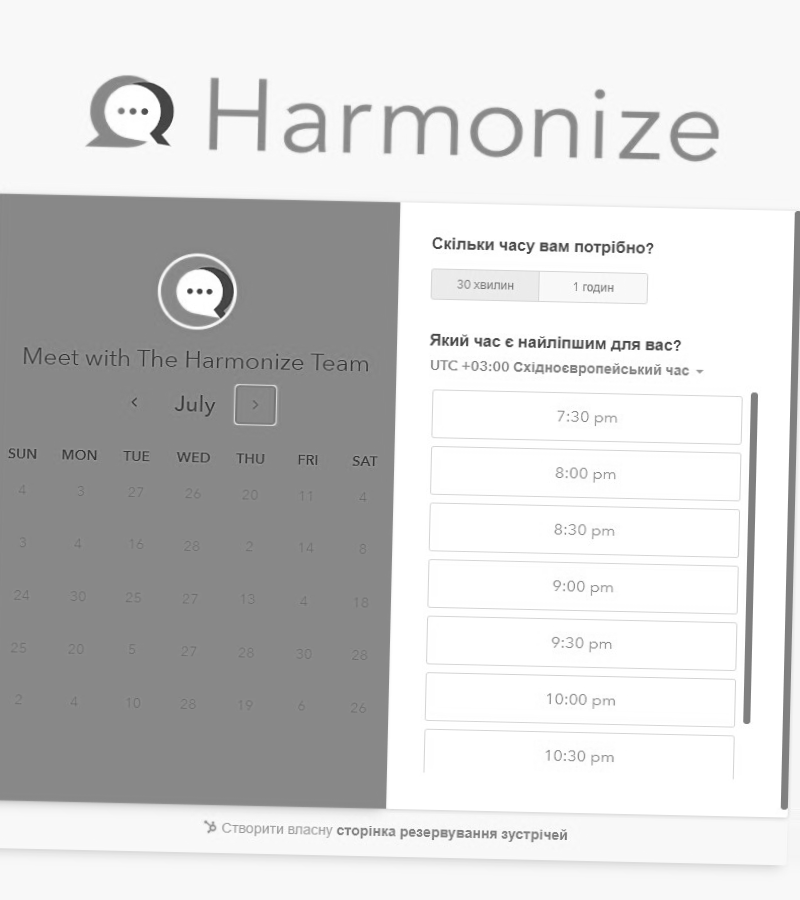 Harmonize
Meet with The Harmonize Team
July
SUN MON TUE WED THU FRI SAT
4 3 27 26 20 11 4
3 4 16 28 2 14 8
24 30 25 27 13 4 18
25 20 5 27 28 30 28
2 4 10 28 19 6 26
Скільки часу вам потрібно?
30 хвилин 1 годин
Який час є найліпшим для вас?
UTC +03:00 Східноєвропейський час
7:30 pm
8:00 pm
8:30 pm
9:00 pm
9:30 pm
10:00 pm
10:30 pm
Створити власну сторінка резервування зустрічей